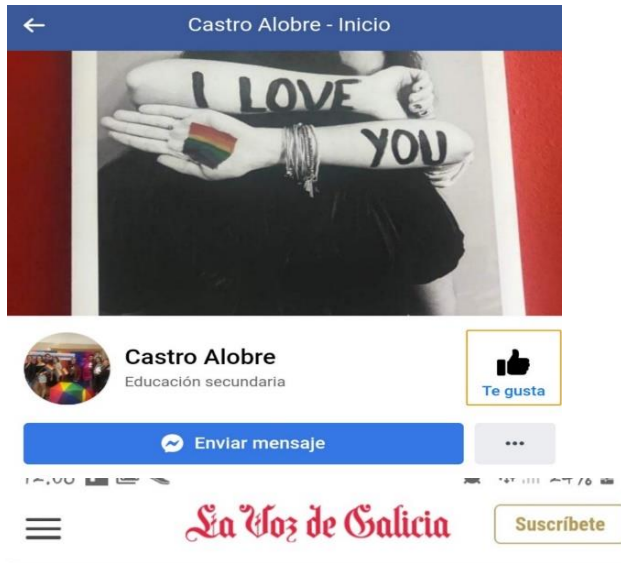 Castro Alobre - Inicio
I LOVE
YOU
Castro Alobre
Educación secundaria
Te gusta
Enviar mensaje
La Voz de Galicia
Suscríbete